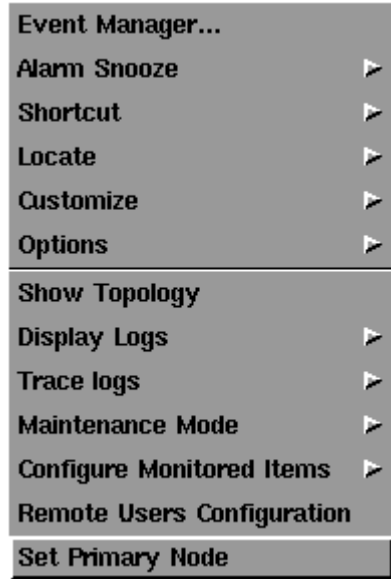 Event Manager...
Alarm Snooze
Shortcut
Locate
Customize
Options
Show Topology
Display Logs
Trace logs
Maintenance Mode
Configure Monitored Items
Remote Users Configuration
Set Primary Node